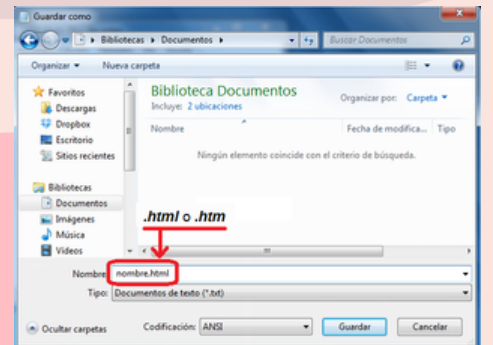 Guardar como
Bibliotecas ▸ Documentos ▸
Buscar Documentos
Organizar
Nueva carpeta
Favoritos
Descargas
Dropbox
Escritorio
Sitios recientes
Bibliotecas
Documentos
Imágenes
Música
Vídeos
Biblioteca Documentos
Incluye: 2 ubicaciones
Organizar por: Carpeta
Nombre
Fecha de modifica...
Tipo
Ningún elemento coincide con el criterio de búsqueda.
.html o .htm
Nombre: nombre.html
Tipo: Documentos de texto (*.txt)
Ocultar carpetas
Codificación: ANSI
Guardar
Cancelar